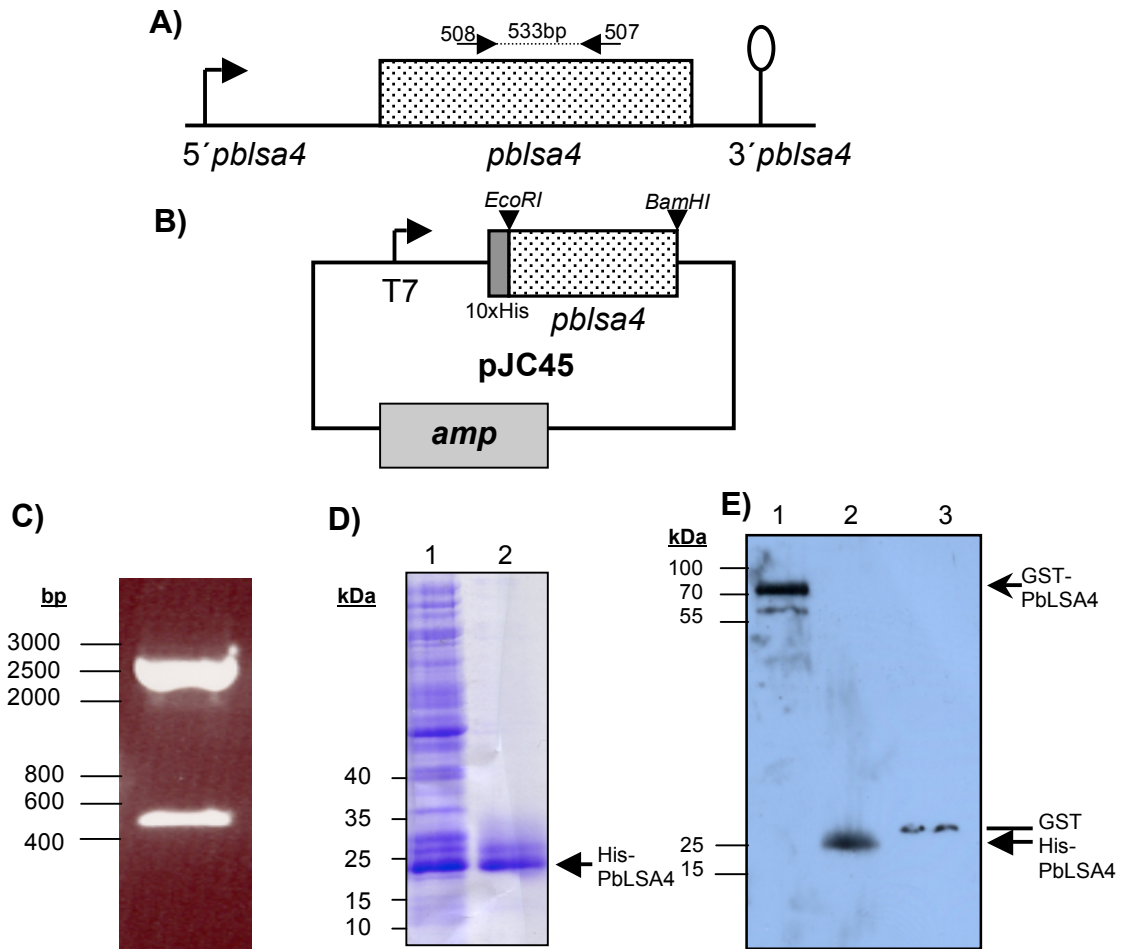 A)
508 533bp 507
5´pblsa4 pblsa4 3´pblsa4
B)
EcoRI BamHI
T7
10xHis pblsa4
pJC45
amp
C)
bp
3000
2500
2000
800
600
400
D)
1 2
kDa
40
35
25
15
10
His-
PbLSA4
E)
1 2 3
kDa
100
70
55
25
15
GST-
PbLSA4
GST
His-
PbLSA4